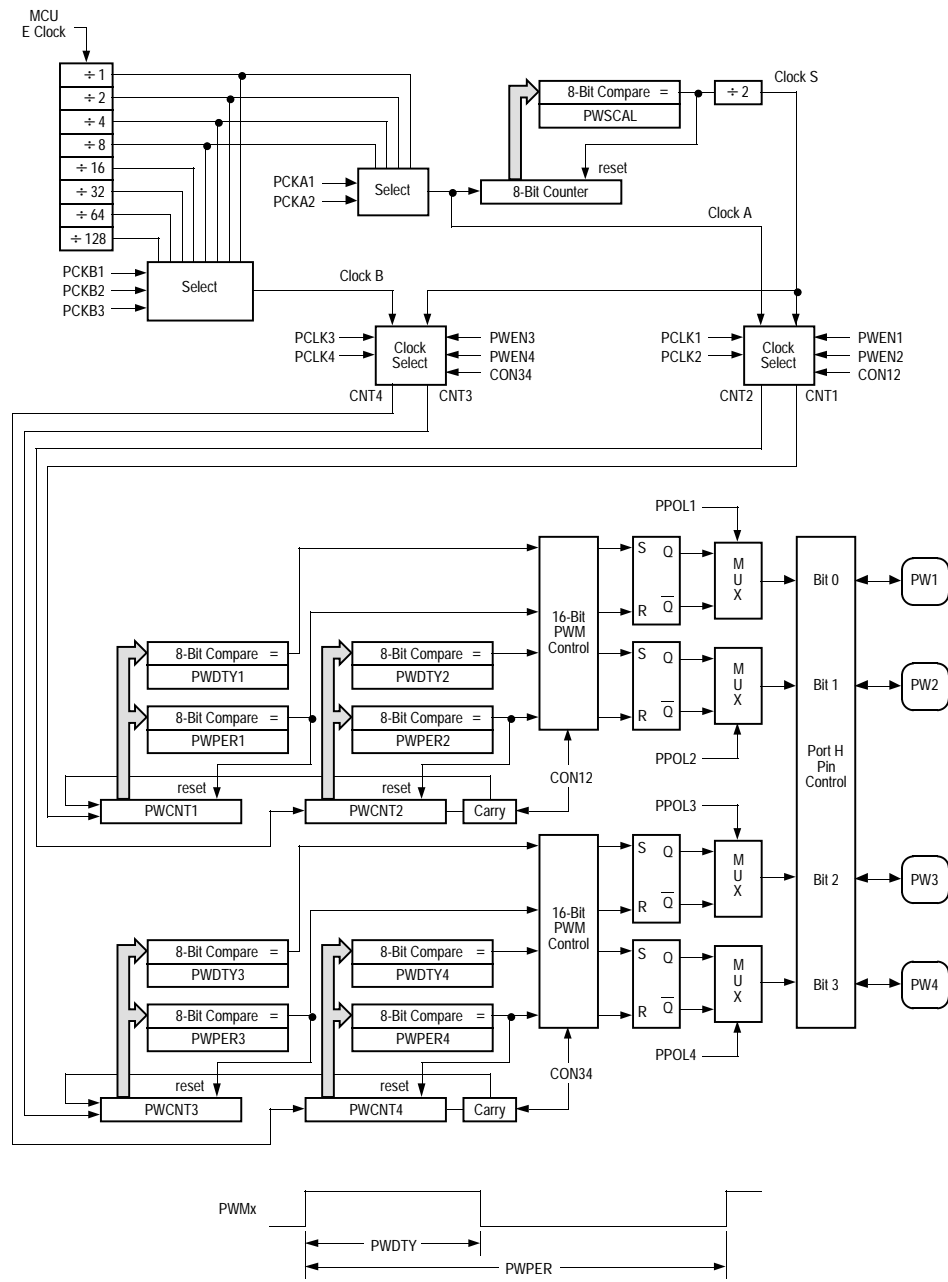 MCU
E Clock
÷ 1
÷ 2
÷ 4
÷ 8
÷ 16
÷ 32
÷ 64
÷ 128
8-Bit Compare =
PWSCAL
÷ 2
Clock S
reset
8-Bit Counter
PCKA1
PCKA2
Select
Clock A
PCKB1
PCKB2
PCKB3
Select
Clock B
PCLK3
PCLK4
Clock
Select
PWEN3
PWEN4
CON34
CNT4
CNT3
PCLK1
PCLK2
Clock
Select
PWEN1
PWEN2
CON12
CNT2
CNT1
PPOL1
8-Bit Compare =
PWDTY1
8-Bit Compare =
PWPER1
reset
PWCNT1
8-Bit Compare =
PWDTY2
8-Bit Compare =
PWPER2
reset
PWCNT2
Carry
16-Bit
PWM
Control
CON12
S Q
R Q
MUX
S Q
R Q
MUX
PPOL2
Bit 0
Bit 1
Port H
Pin
Control
Bit 2
Bit 3
PW1
PW2
PW3
PW4
PPOL3
8-Bit Compare =
PWDTY3
8-Bit Compare =
PWPER3
reset
PWCNT3
8-Bit Compare =
PWDTY4
8-Bit Compare =
PWPER4
reset
PWCNT4
Carry
16-Bit
PWM
Control
CON34
S Q
R Q
MUX
S Q
R Q
MUX
PPOL4
PWMx
PWDTY
PWPER